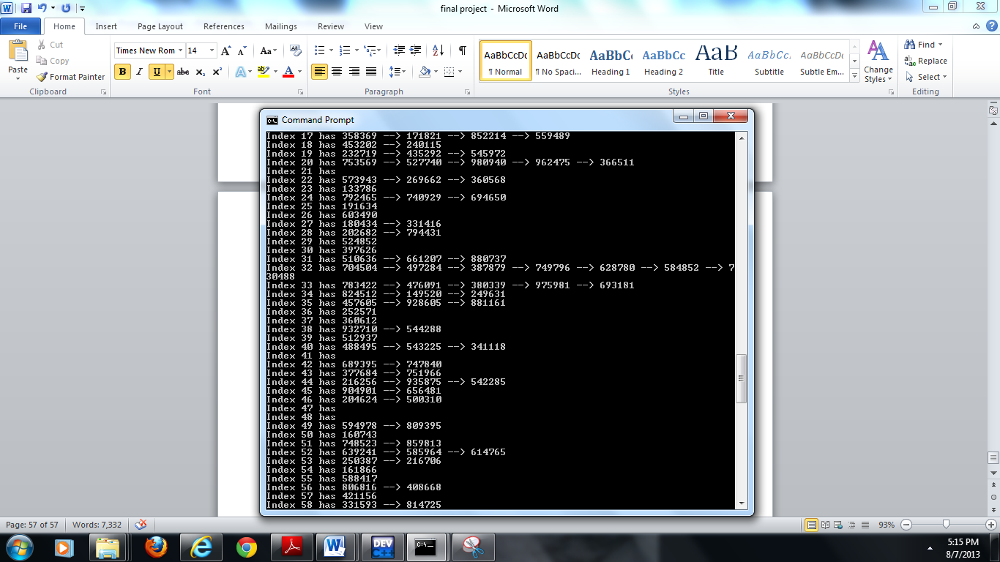 final project - Microsoft Word
File Home Insert Page Layout References Mailings Review View
Paste Cut Copy Format Painter
Times New Rom 14
AaBbCcDc AaBbCcDc AaBbC AaBbCc AaB AaBbCc. AaBbCcDc
¶ Normal ¶ No Spaci... Heading 1 Heading 2 Title Subtitle Subtle Em...
Change Styles
Find Replace Select
Clipboard Font Paragraph Styles Editing
Command Prompt
Index 17 has 358369 --> 171821 --> 852214 --> 559489
Index 18 has 453202 --> 240115
Index 19 has 232719 --> 435292 --> 545972
Index 20 has 753569 --> 527740 --> 980940 --> 962475 --> 366511
Index 21 has
Index 22 has 573943 --> 269662 --> 360568
Index 23 has 133786
Index 24 has 792465 --> 740929 --> 694650
Index 25 has 191634
Index 26 has 603490
Index 27 has 180434 --> 331416
Index 28 has 202682 --> 794431
Index 29 has 524852
Index 30 has 397626
Index 31 has 510636 --> 661207 --> 880737
Index 32 has 704504 --> 497284 --> 387879 --> 749796 --> 628780 --> 584852 --> 7
30488
Index 33 has 783422 --> 476091 --> 380339 --> 975981 --> 693181
Index 34 has 824512 --> 149520 --> 249631
Index 35 has 457605 --> 928605 --> 881161
Index 36 has 252571
Index 37 has 360612
Index 38 has 932710 --> 544288
Index 39 has 512937
Index 40 has 488495 --> 543225 --> 341118
Index 41 has
Index 42 has 689395 --> 747840
Index 43 has 377684 --> 751966
Index 44 has 216256 --> 935875 --> 542285
Index 45 has 904901 --> 656481
Index 46 has 204624 --> 500310
Index 47 has
Index 48 has
Index 49 has 594978 --> 809395
Index 50 has 160743
Index 51 has 748523 --> 859813
Index 52 has 639241 --> 585964 --> 614765
Index 53 has 250387 --> 216706
Index 54 has 161866
Index 55 has 588417
Index 56 has 806816 --> 408668
Index 57 has 421156
Index 58 has 331593 --> 814725
Page: 57 of 57 Words: 7,332 93%
DEV C++
5:15 PM
8/7/2013